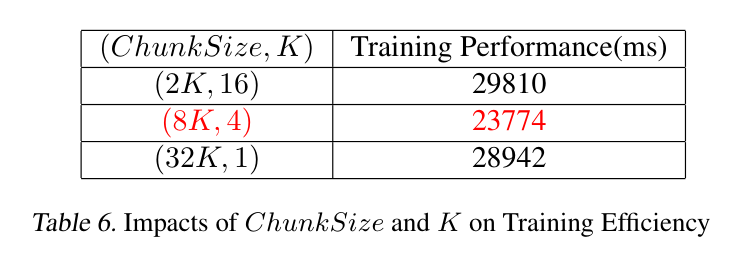 (ChunkSize, K) Training Performance(ms)
(2K, 16) 29810
(8K, 4) 23774
(32K, 1) 28942
Table 6. Impacts of ChunkSize and K on Training Efficiency